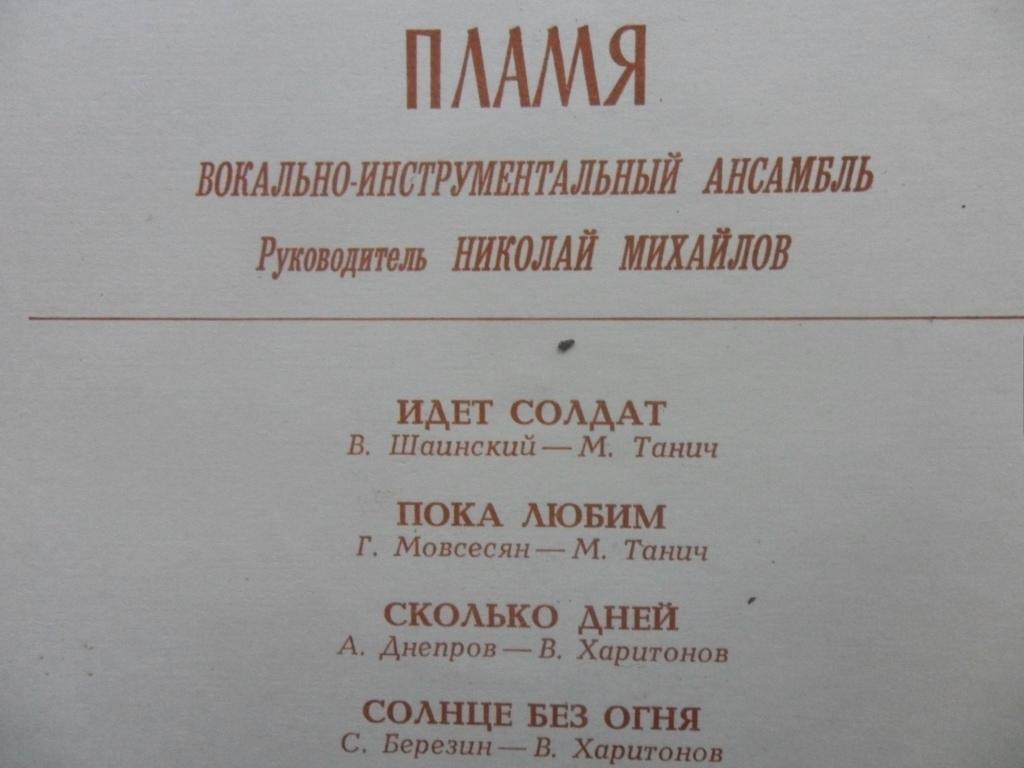 ПЛАМЯ
ВОКАЛЬНО-ИНСТРУМЕНТАЛЬНЫЙ АНСАМБЛЬ
Руководитель НИКОЛАЙ МИХАЙЛОВ
ИДЕТ СОЛДАТ
В. Шаинский — М. Танич
ПОКА ЛЮБИМ
Г. Мовсесян — М. Танич
СКОЛЬКО ДНЕЙ
А. Днепров — В. Харитонов
СОЛНЦЕ БЕЗ ОГНЯ
С. Березин — В. Харитонов